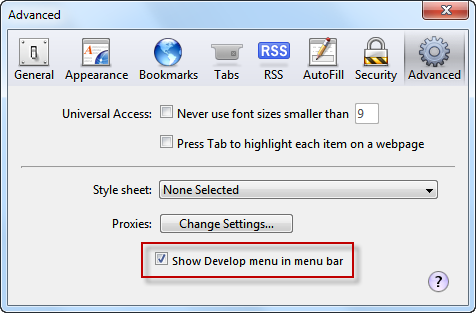 Advanced
RSS
General Appearance Bookmarks Tabs RSS AutoFill Security Advanced
Universal Access: Never use font sizes smaller than 9
Press Tab to highlight each item on a webpage
Style sheet: None Selected
Proxies: Change Settings...
Show Develop menu in menu bar
?